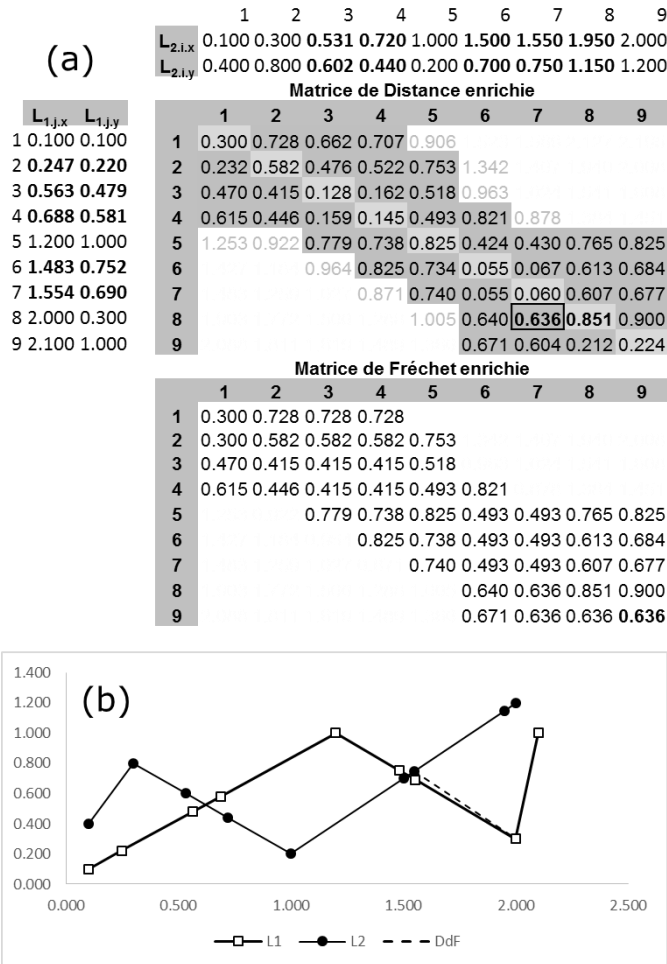 1 2 3 4 5 6 7 8 9
L2.i.x 0.100 0.300 0.531 0.720 1.000 1.500 1.550 1.950 2.000
(a)
L2.i.y 0.400 0.800 0.602 0.440 0.200 0.700 0.750 1.150 1.200
Matrice de Distance enrichie
L1.j.x L1.j.y 1 2 3 4 5 6 7 8 9
1 0.100 0.100 1 0.300 0.728 0.662 0.707 0.906
2 0.247 0.220 2 0.232 0.582 0.476 0.522 0.753 1.342
3 0.563 0.479 3 0.470 0.415 0.128 0.162 0.518 0.963
4 0.688 0.581 4 0.615 0.446 0.159 0.145 0.493 0.821 0.878
5 1.200 1.000 5 1.253 0.922 0.779 0.738 0.825 0.424 0.430 0.765 0.825
6 1.483 0.752 6 0.964 0.825 0.734 0.055 0.067 0.613 0.684
7 1.554 0.690 7 0.871 0.740 0.055 0.060 0.607 0.677
8 2.000 0.300 8 1.005 0.640 0.636 0.851 0.900
9 2.100 1.000 9 0.671 0.604 0.212 0.224
Matrice de Fréchet enrichie
1 2 3 4 5 6 7 8 9
1 0.300 0.728 0.728 0.728
2 0.300 0.582 0.582 0.582 0.753
3 0.470 0.415 0.415 0.415 0.518
4 0.615 0.446 0.415 0.415 0.493 0.821
5 0.779 0.738 0.825 0.493 0.493 0.765 0.825
6 0.825 0.738 0.493 0.493 0.613 0.684
7 0.740 0.493 0.493 0.607 0.677
8 0.640 0.636 0.851 0.900
9 0.671 0.636 0.636 0.636
(b)
1.400
1.200
1.000
0.800
0.600
0.400
0.200
0.000
0.000 0.500 1.000 1.500 2.000 2.500
L1 L2 DdF